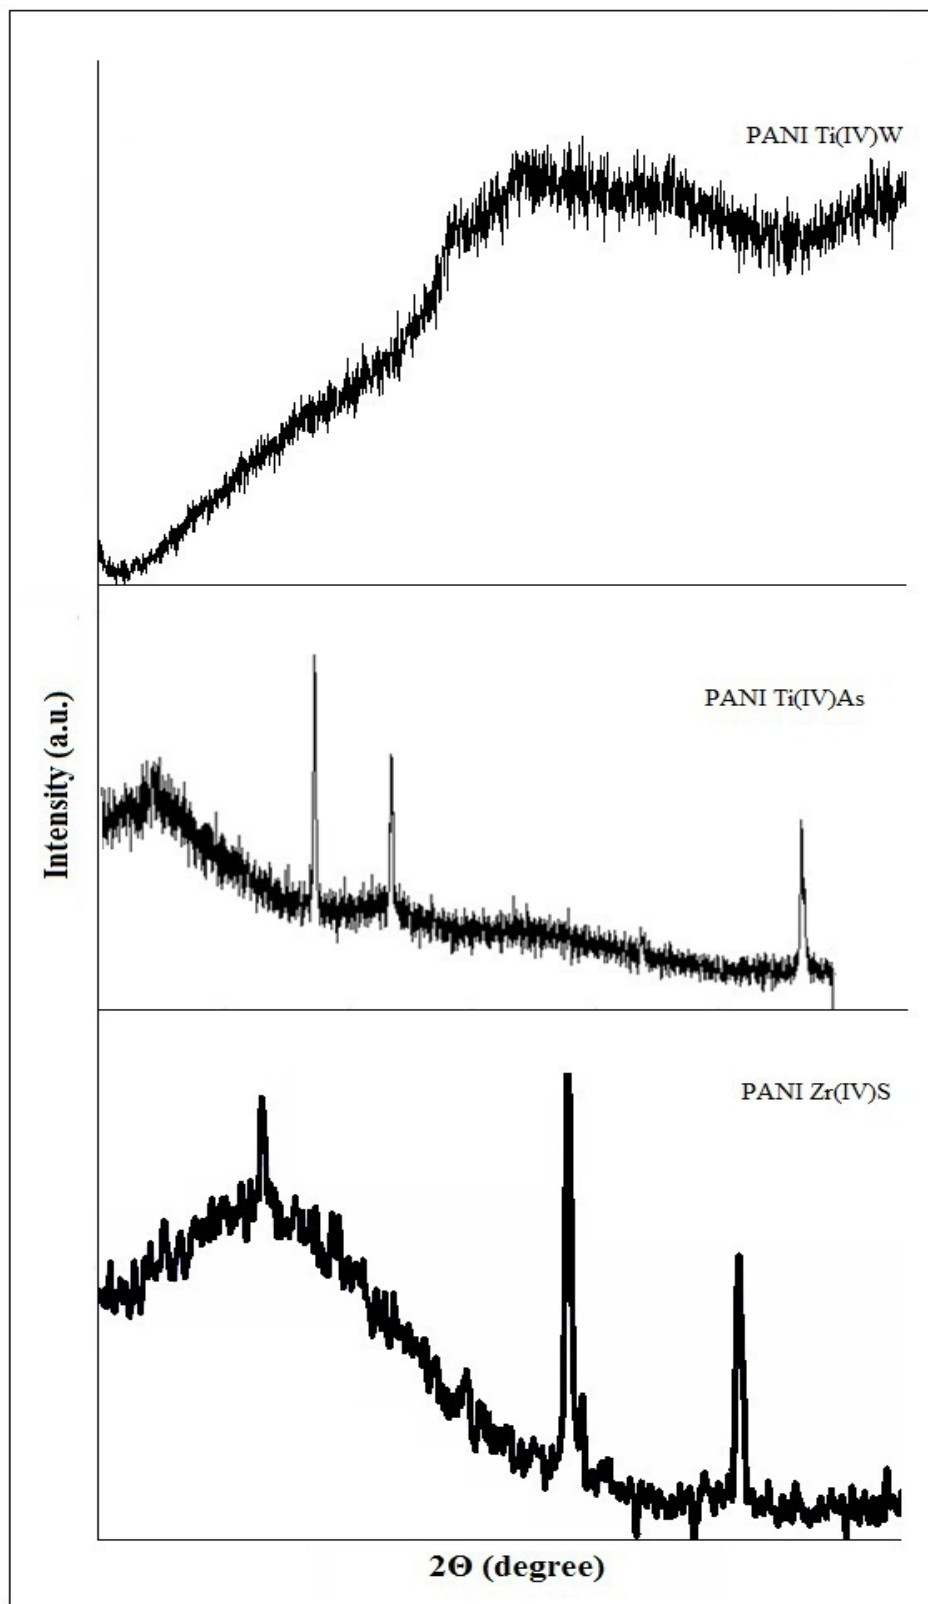 PANI Ti(IV)W
PANI Ti(IV)As
Intensity (a.u.)
PANI Zr(IV)S
2Θ (degree)